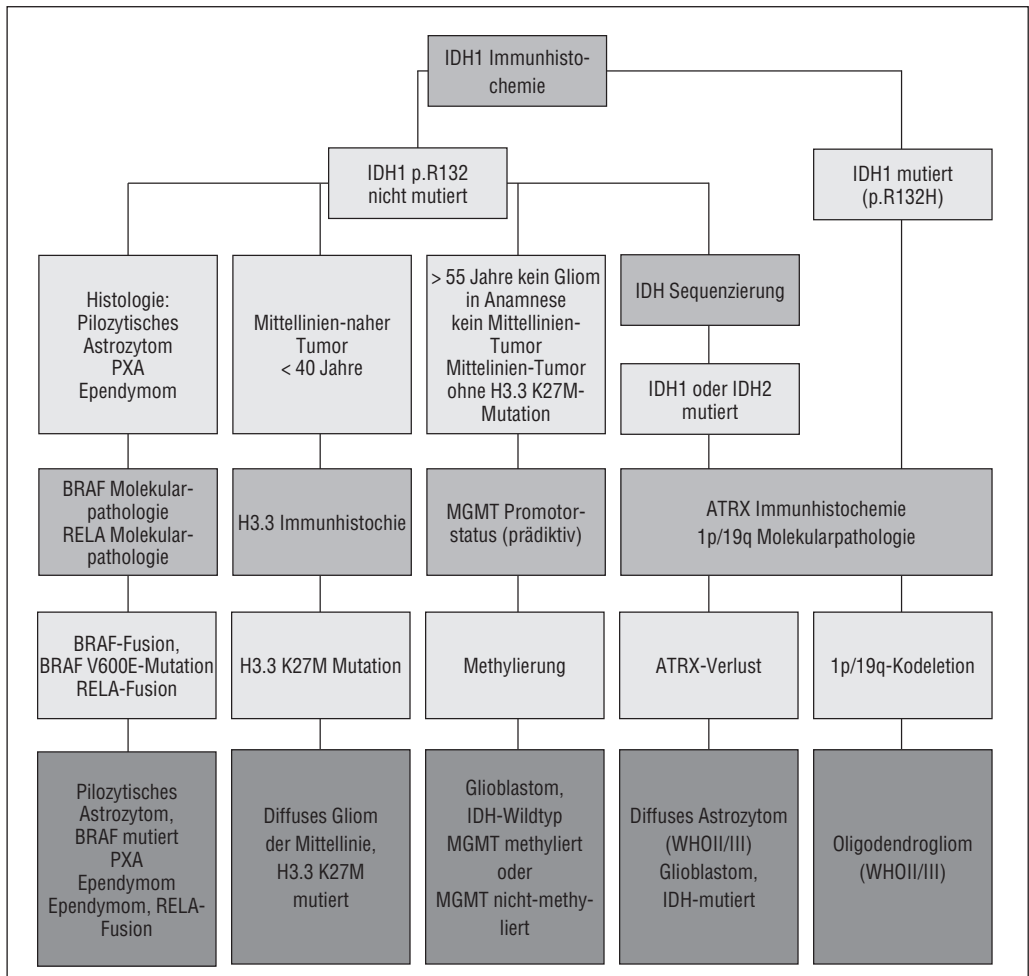 IDH1 Immunhisto-
chemie
IDH1 p.R132
nicht mutiert
IDH1 mutiert
(p.R132H)
Histologie:
Pilozytisches
Astrozytom
PXA
Ependymom
Mittellinien-naher
Tumor
< 40 Jahre
> 55 Jahre kein Gliom
in Anamnese
kein Mittellinien-
Tumor
Mittelinien-Tumor
ohne H3.3 K27M-
Mutation
IDH Sequenzierung
IDH1 oder IDH2
mutiert
BRAF Molekular-
pathologie
RELA Molekular-
pathologie
H3.3 Immunhistochie
MGMT Promotor-
status (prädiktiv)
ATRX Immunhistochemie
1p/19q Molekularpathologie
BRAF-Fusion,
BRAF V600E-Mutation
RELA-Fusion
H3.3 K27M Mutation
Methylierung
ATRX-Verlust
1p/19q-Kodeletion
Pilozytisches
Astrozytom,
BRAF mutiert
PXA
Ependymom
Ependymom, RELA-
Fusion
Diffuses Gliom
der Mittellinie,
H3.3 K27M
mutiert
Glioblastom,
IDH-Wildtyp
MGMT methyliert
oder
MGMT nicht-methy-
liert
Diffuses Astrozytom
(WHOII/III)
Glioblastom,
IDH-mutiert
Oligodendrogliom
(WHOII/III)